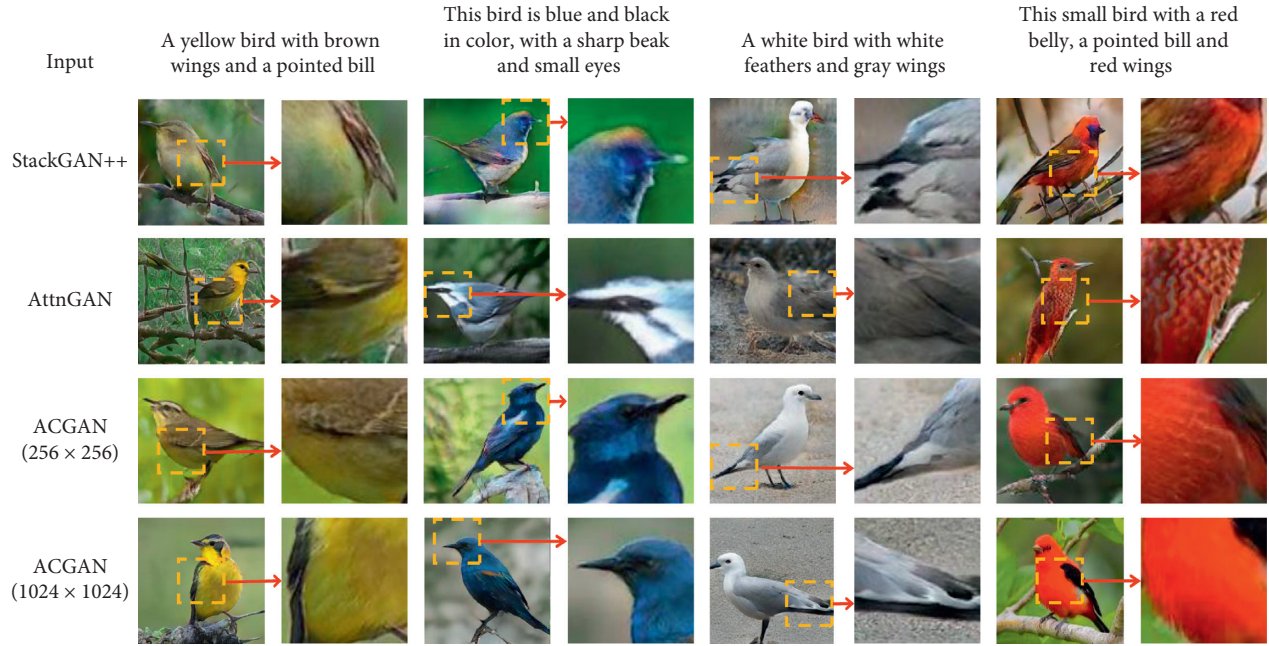 Input
A yellow bird with brown
wings and a pointed bill
This bird is blue and black
in color, with a sharp beak
and small eyes
A white bird with white
feathers and gray wings
This small bird with a red
belly, a pointed bill and
red wings
StackGAN++
AttnGAN
ACGAN
(256 × 256)
ACGAN
(1024 × 1024)